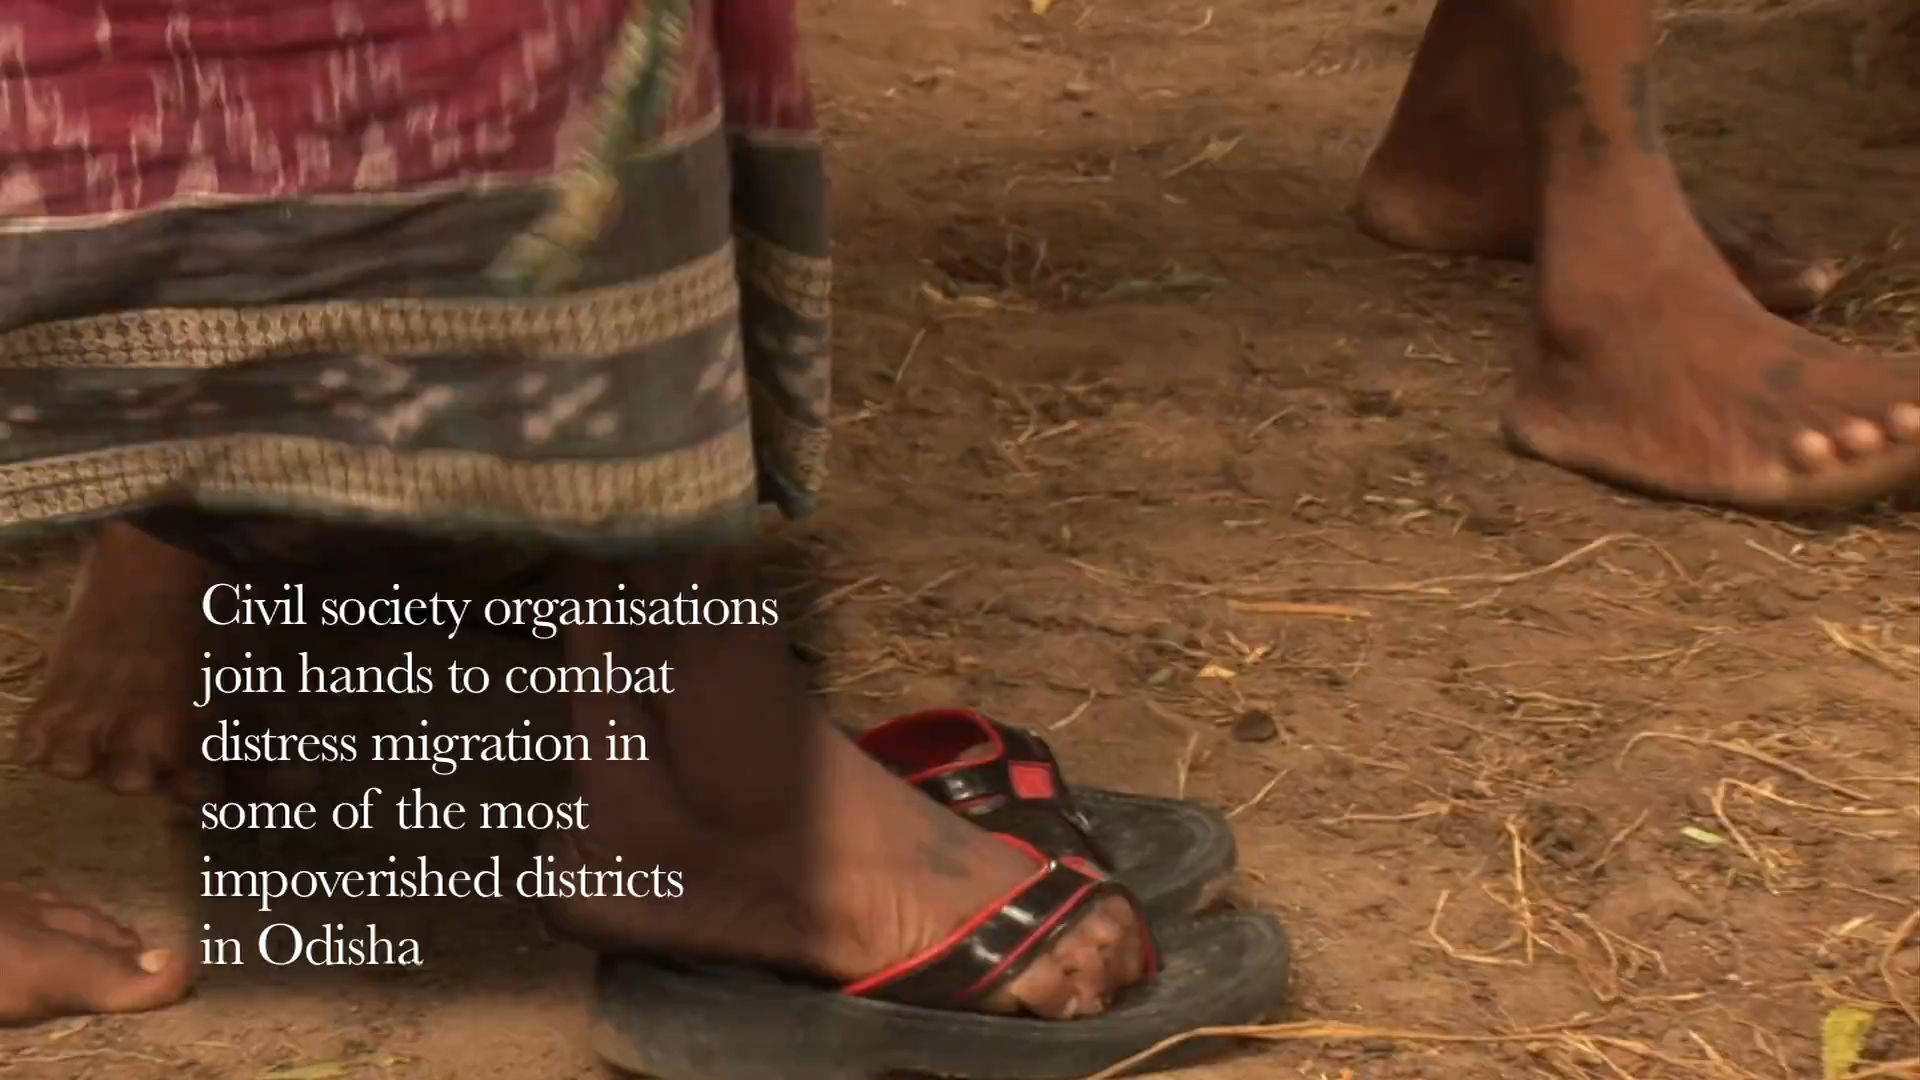 Civil society organisations
join hands to combat
distress migration in
some of the most
impoverished districts
in Odisha